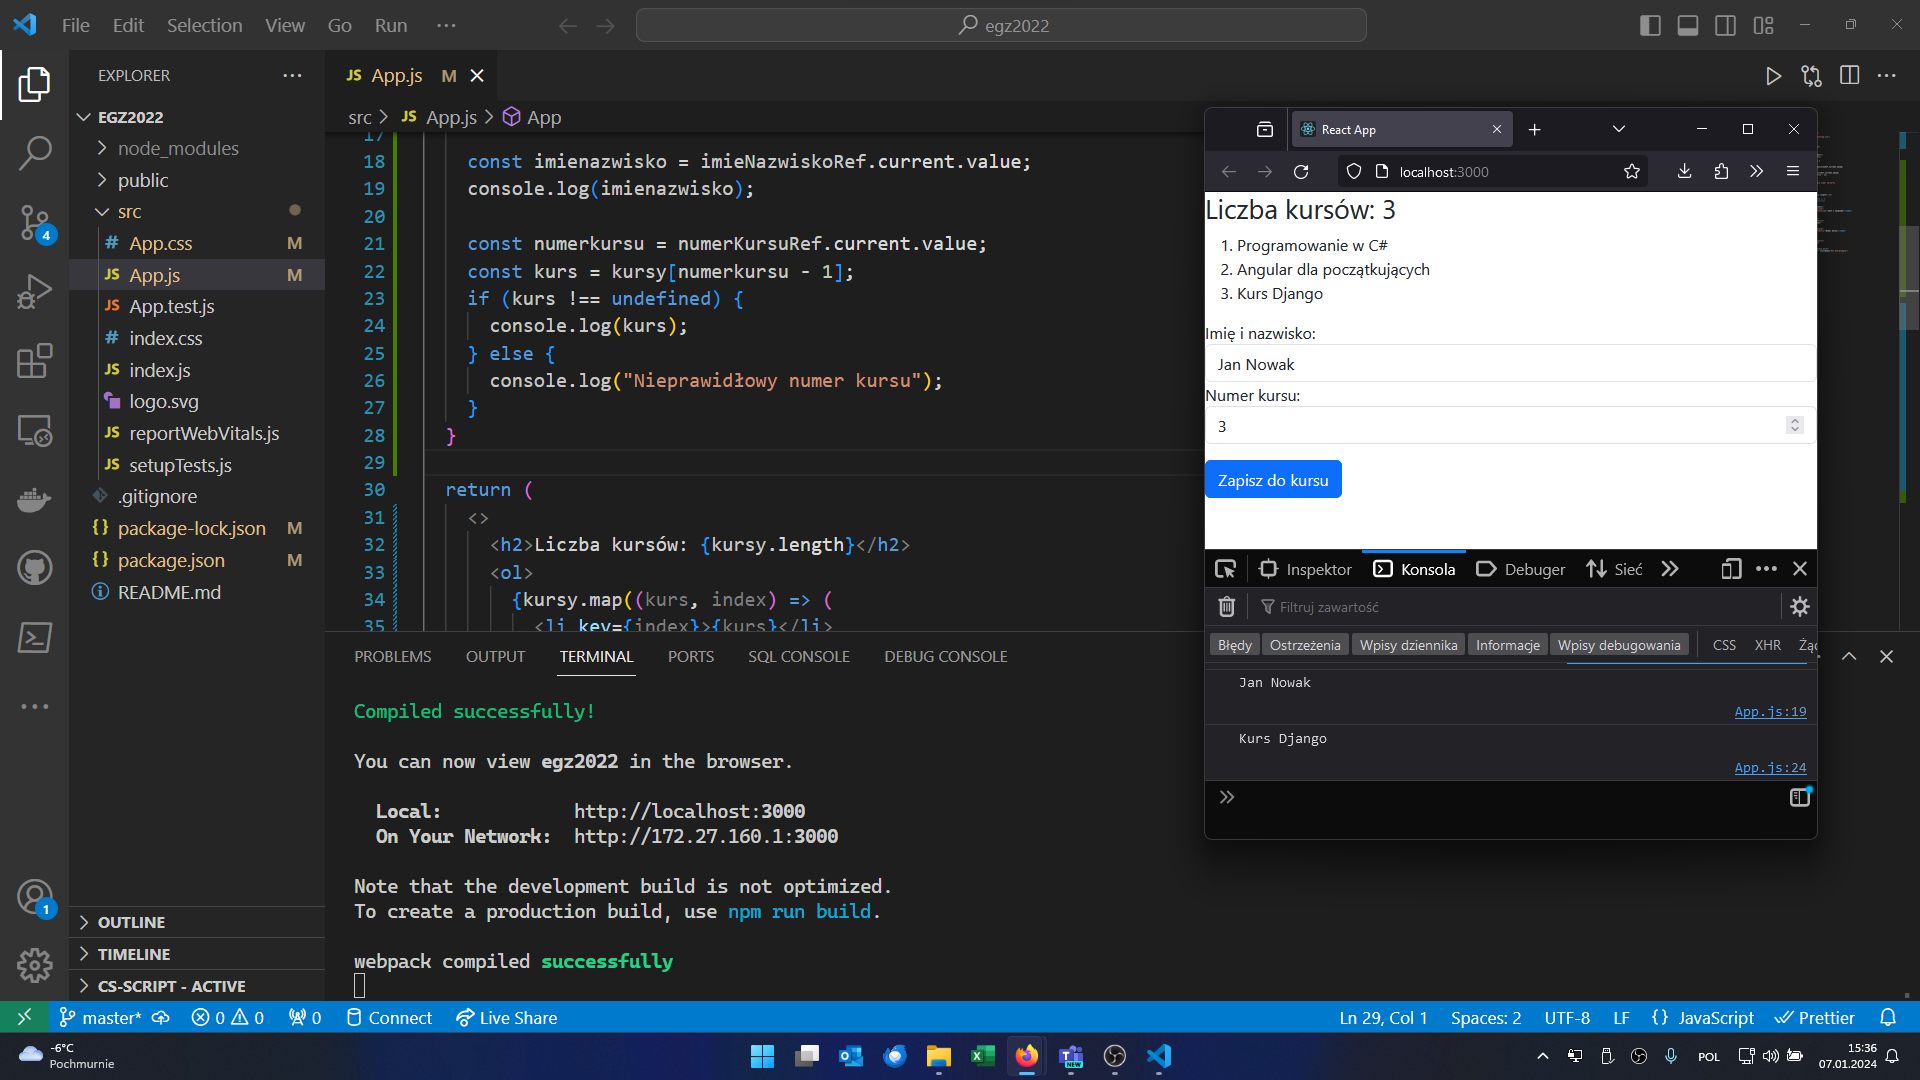 File Edit Selection View Go Run ···
egz2022
EXPLORER
EGZ2022
node_modules
public
src
# App.css M
JS App.js M
JS App.test.js
# index.css
JS index.js
logo.svg
JS reportWebVitals.js
JS setupTests.js
.gitignore
{} package-lock.json M
{} package.json M
README.md
OUTLINE
TIMELINE
CS-SCRIPT - ACTIVE
4
1
JS App.js M
src > JS App.js > App
17
18 const imienazwisko = imieNazwiskoRef.current.value;
19 console.log(imienazwisko);
20
21 const numerkursu = numerKursuRef.current.value;
22 const kurs = kursy[numerkursu - 1];
23 if (kurs !== undefined) {
24 console.log(kurs);
25 } else {
26 console.log("Nieprawidłowy numer kursu");
27 }
28 }
29
30 return (
31 <>
32 <h2>Liczba kursów: {kursy.length}</h2>
33 <ol>
34 {kursy.map((kurs, index) => (
35 <li key={index}>{kurs}</li>
PROBLEMS OUTPUT TERMINAL PORTS SQL CONSOLE DEBUG CONSOLE
Compiled successfully!
You can now view egz2022 in the browser.
Local: http://localhost:3000
On Your Network: http://172.27.160.1:3000
Note that the development build is not optimized.
To create a production build, use npm run build.
webpack compiled successfully
React App
localhost:3000
Liczba kursów: 3
1. Programowanie w C#
2. Angular dla początkujących
3. Kurs Django
Imię i nazwisko:
Jan Nowak
Numer kursu:
3
Zapisz do kursu
Inspektor Konsola Debuger Sieć
Filtruj zawartość
Błędy Ostrzeżenia Wpisy dziennika Informacje Wpisy debugowania CSS XHR Żąc
Jan Nowak
App.js:19
Kurs Django
App.js:24
master* 0 0 0 Connect Live Share
Ln 29, Col 1 Spaces: 2 UTF-8 LF {} JavaScript Prettier
-6°C
Pochmurnie
NEW
POL
15:36
07.01.2024